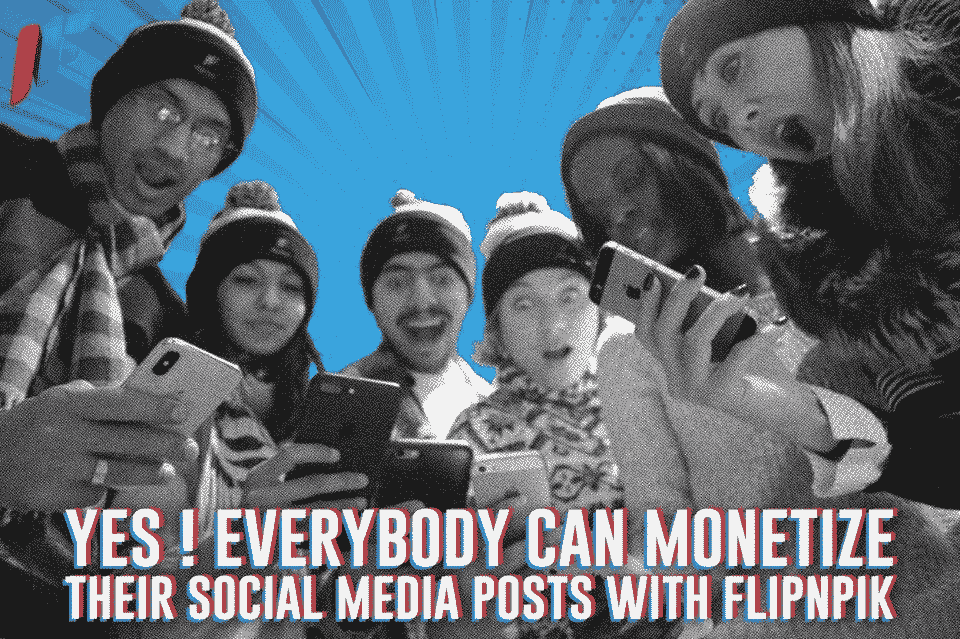 YES ! EVERYBODY CAN MONETIZE
THEIR SOCIAL MEDIA POSTS WITH FLIPNPIK